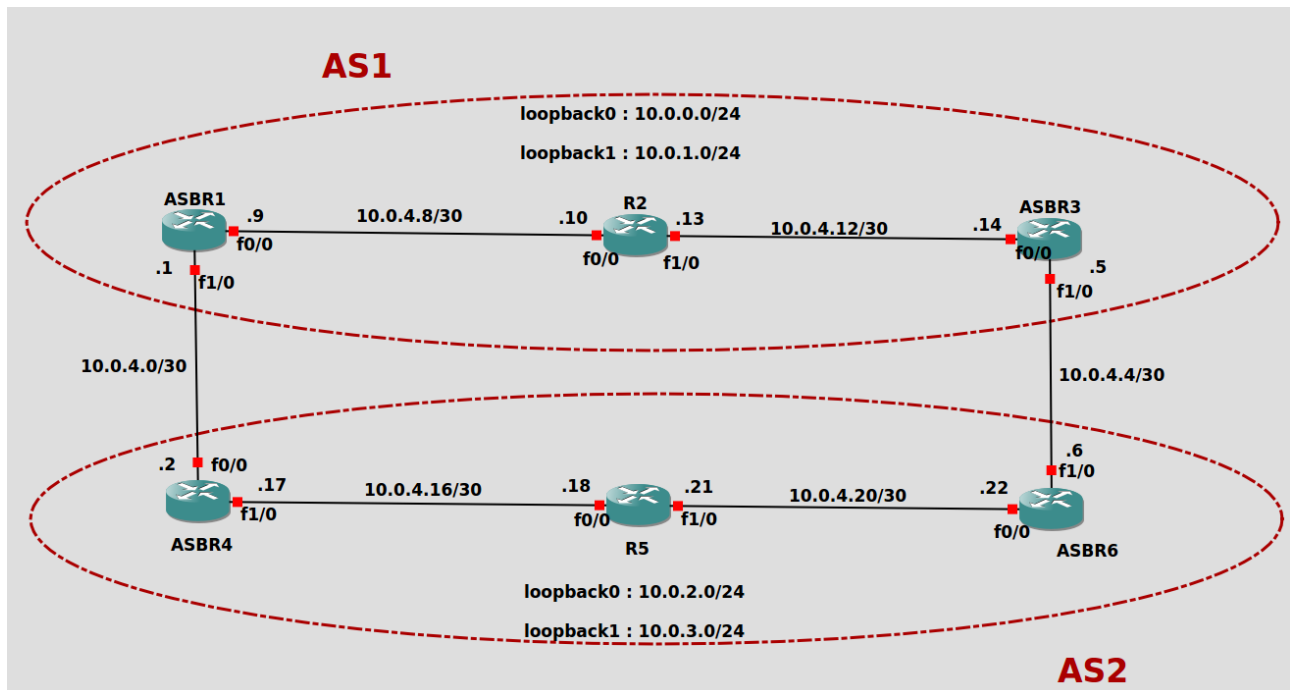 AS1
loopback0 : 10.0.0.0/24
loopback1 : 10.0.1.0/24
ASBR1
R2
ASBR3
.9
10.0.4.8/30
.10
.13
10.0.4.12/30
.14
f0/0
f0/0
f1/0
f0/0
.1
f1/0
.5
f1/0
10.0.4.0/30
10.0.4.4/30
.2
f0/0
.6
f1/0
.17
10.0.4.16/30
.18
.21
10.0.4.20/30
.22
f1/0
f0/0
f1/0
f0/0
ASBR4
R5
ASBR6
loopback0 : 10.0.2.0/24
loopback1 : 10.0.3.0/24
AS2